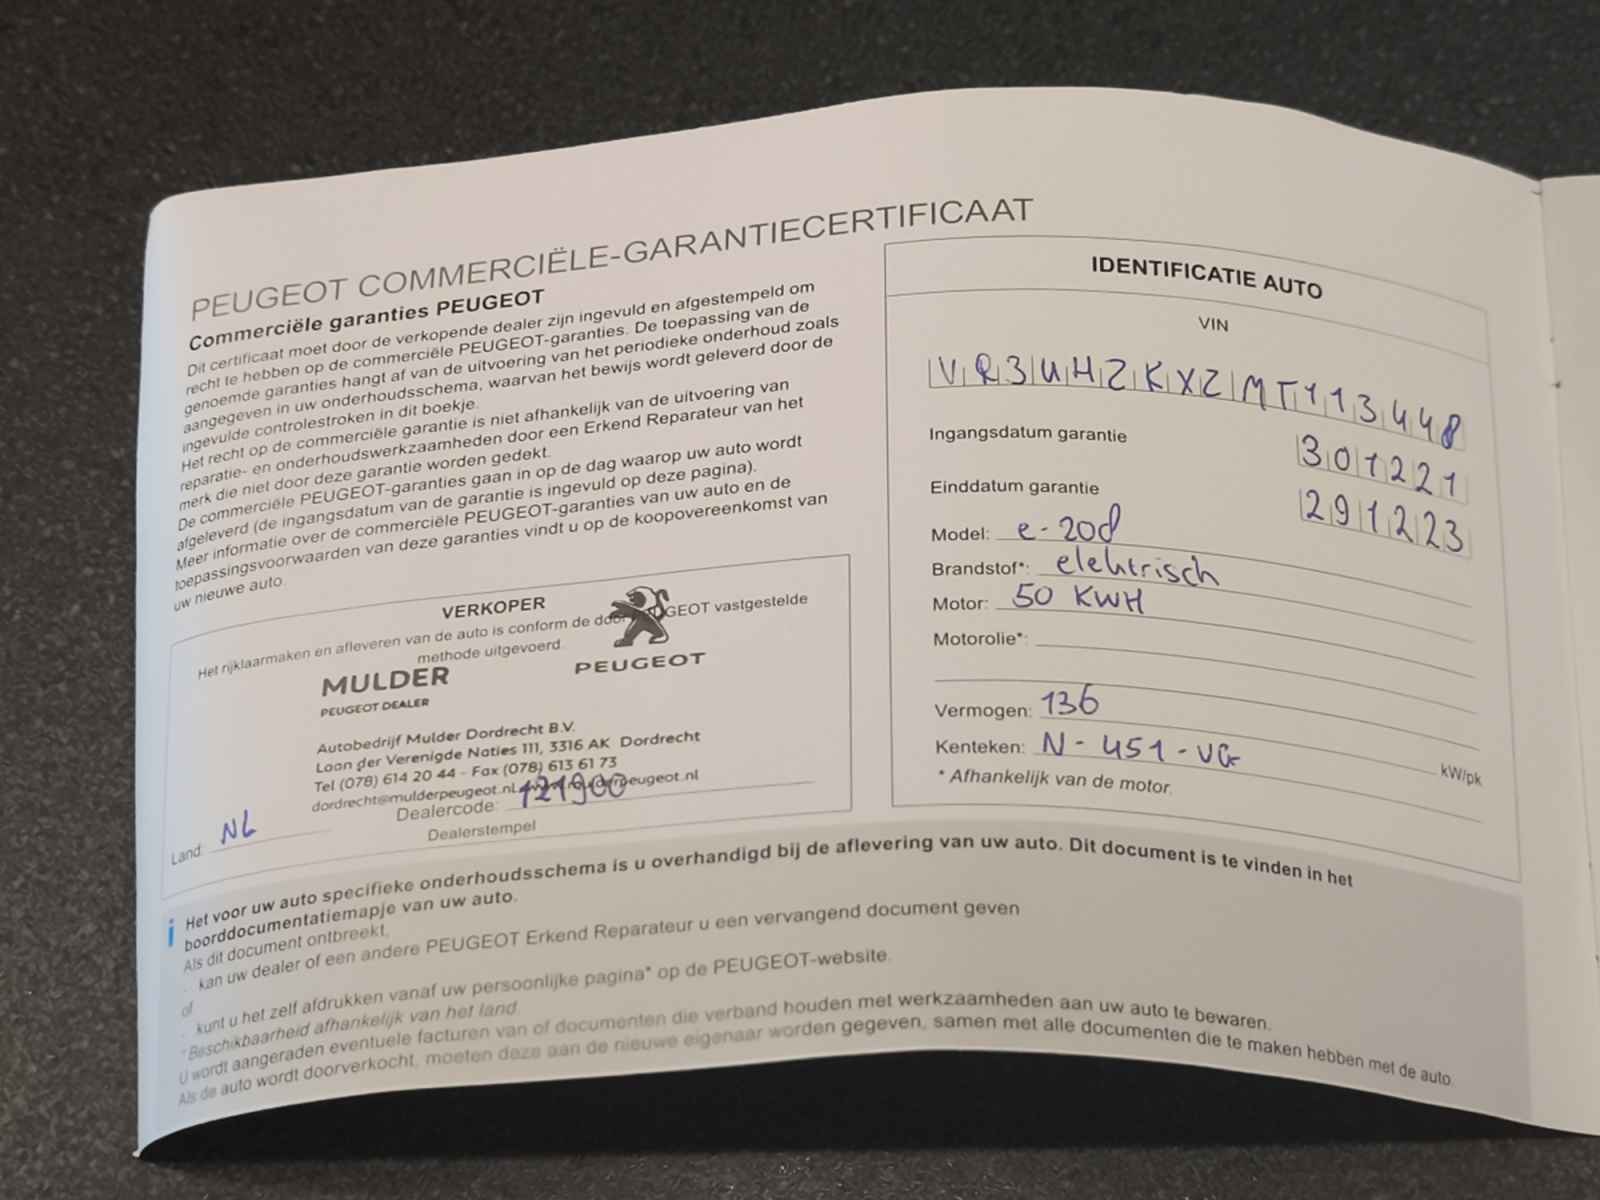 PEUGEOT COMMERCIËLE-GARANTIECERTIFICAAT
Commerciële garanties PEUGEOT
Dit certificaat moet door de verkopende dealer zijn ingevuld en afgestempeld om
recht te hebben op de commerciële PEUGEOT-garanties. De toepassing van de
genoemde garanties hangt af van de uitvoering van het periodieke onderhoud zoals
aangegeven in uw onderhoudsschema, waarvan het bewijs wordt geleverd door de
ingevulde controlestroken in dit boekje.
Het recht op de commerciële garantie is niet afhankelijk van de uitvoering van
reparatie- en onderhoudswerkzaamheden door een Erkend Reparateur van het
merk die niet door deze garantie worden gedekt.
De commerciële PEUGEOT-garanties gaan in op de dag waarop uw auto wordt
afgeleverd (de ingangsdatum van de garantie is ingevuld op deze pagina).
Meer informatie over de commerciële PEUGEOT-garanties van uw auto en de
toepassingsvoorwaarden van deze garanties vindt u op de koopovereenkomst van
uw nieuwe auto.
VERKOPER
Het rijklaarmaken en afleveren van de auto is conform de door PEUGEOT vastgestelde
methode uitgevoerd.
PEUGEOT
MULDER
PEUGEOT DEALER
Autobedrijf Mulder Dordrecht B.V.
Laan der Verenigde Naties 111, 3316 AK Dordrecht
Tel (078) 614 20 44 - Fax (078) 613 61 73
dordrecht@mulderpeugeot.nl
Dealercode: 121900
Land: NL
Dealerstempel
IDENTIFICATIE AUTO
VIN
VR3UHZKXZMT113448
Ingangsdatum garantie 301221
Einddatum garantie 291223
Model: e-208
Brandstof*: elektrisch
Motor: 50 KWH
Motorolie*:
Vermogen: 136 kW/pk
Kenteken: N-451-VG
* Afhankelijk van de motor.
i Het voor uw auto specifieke onderhoudsschema is u overhandigd bij de aflevering van uw auto. Dit document is te vinden in het
boorddocumentatiemapje van uw auto.
Als dit document ontbreekt,
- kan uw dealer of een andere PEUGEOT Erkend Reparateur u een vervangend document geven
of
- kunt u het zelf afdrukken vanaf uw persoonlijke pagina* op de PEUGEOT-website.
*Beschikbaarheid afhankelijk van het land.
U wordt aangeraden eventuele facturen van of documenten die verband houden met werkzaamheden aan uw auto te bewaren.
Als de auto wordt doorverkocht, moeten deze aan de nieuwe eigenaar worden gegeven, samen met alle documenten die te maken hebben met de auto.